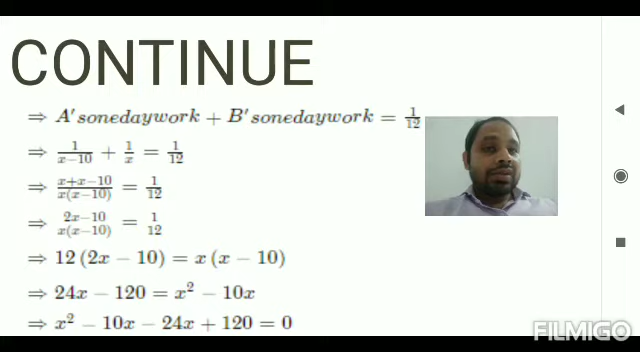 CONTINUE
⇒ A'sonedaywork + B'sonedaywork = 1/12
⇒ 1/(x−10) + 1/x = 1/12
⇒ (x+x−10)/(x(x−10)) = 1/12
⇒ (2x−10)/(x(x−10)) = 1/12
⇒ 12 (2x − 10) = x (x − 10)
⇒ 24x − 120 = x² − 10x
⇒ x² − 10x − 24x + 120 = 0
FILMIGO